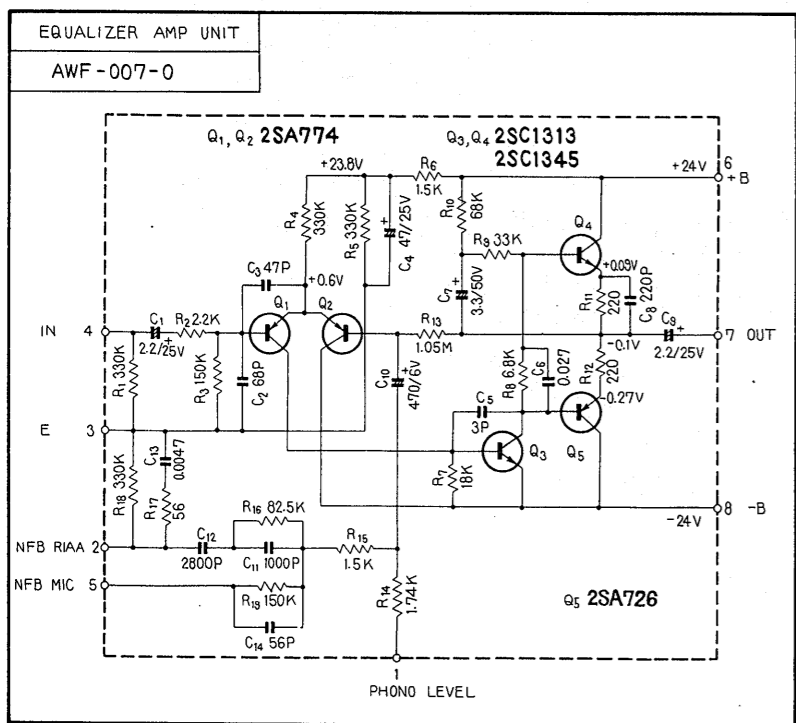 EQUALIZER AMP UNIT
AWF-007-0
Q1, Q2 2SA774
Q3, Q4 2SC1313
2SC1345
+23.8V
R6
1.5K
+24V
6
+B
R4
330K
R5 330K
C4 47/25V
+
R10
68K
R9 33K
Q4
C3 47P
+0.6V
C7
+
3.3/50V
+0.09V
R11
220
C8 220P
Q1
Q2
IN 4
C1
2.2/25V
+
R2 2.2K
R13
1.05M
C9
+
2.2/25V
7 OUT
-0.1V
R1 330K
R3 150K
C2 68P
C10
+
470/6V
R8 6.8K
C6
0.027
R12
220
-0.27V
E 3
C5
3P
Q3
Q5
R18 330K
C13
0.0047
R17
56
R7
18K
8 -B
-24V
R16 82.5K
NFB RIAA 2
C12
2800P
C11 1000P
R15
1.5K
NFB MIC 5
R19 150K
C14 56P
R14
1.74K
Q5 2SA726
1
PHONO LEVEL